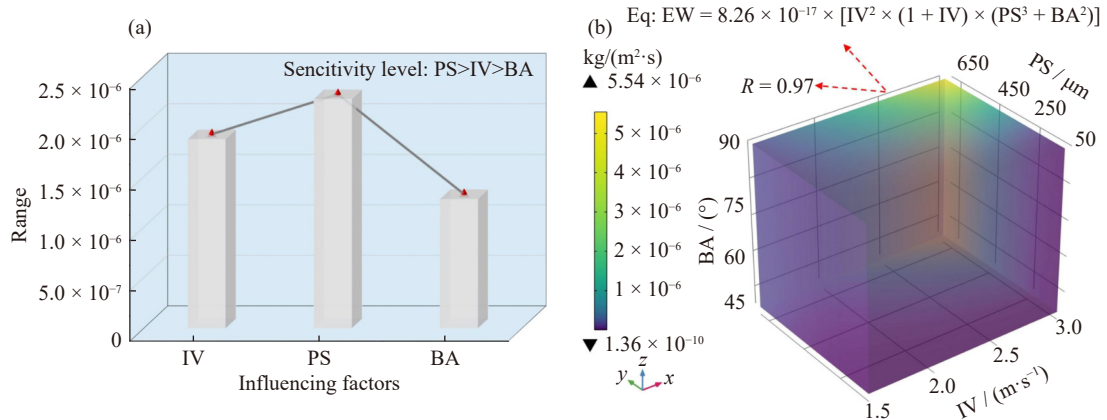 (a)
Sencitivity level: PS>IV>BA
2.5 × 10⁻⁶
2.0 × 10⁻⁶
1.5 × 10⁻⁶
1.0 × 10⁻⁶
5.0 × 10⁻⁷
0
Range
IV
PS
BA
Influencing factors
Eq: EW = 8.26 × 10⁻¹⁷ × [IV² × (1 + IV) × (PS³ + BA²)]
(b)
kg/(m²·s)
▲ 5.54 × 10⁻⁶
5 × 10⁻⁶
4 × 10⁻⁶
3 × 10⁻⁶
2 × 10⁻⁶
1 × 10⁻⁶
▼ 1.36 × 10⁻¹⁰
R = 0.97
650
450
250
50
PS / μm
90
75
60
45
BA / (°)
3.0
2.5
2.0
1.5
IV / (m·s⁻¹)
z
y
x